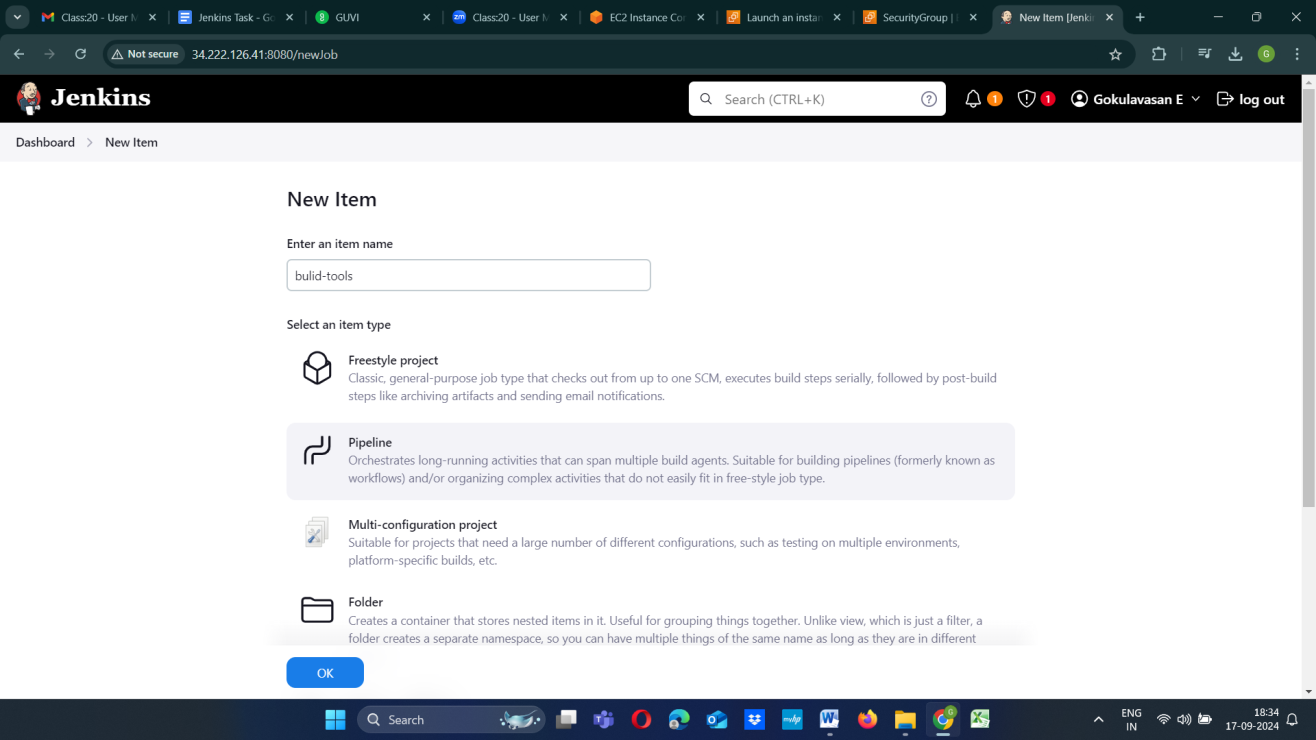 Class:20 - User M
Jenkins Task - Go
GUVI
zm Class:20 - User M
EC2 Instance Con
Launch an instan
SecurityGroup |
New Item [Jenki
Not secure 34.222.126.41:8080/newJob
G
Jenkins
Search (CTRL+K)
?
1
1
Gokulavasan E
log out
Dashboard > New Item
New Item
Enter an item name
bulid-tools
Select an item type
Freestyle project
Classic, general-purpose job type that checks out from up to one SCM, executes build steps serially, followed by post-build
steps like archiving artifacts and sending email notifications.
Pipeline
Orchestrates long-running activities that can span multiple build agents. Suitable for building pipelines (formerly known as
workflows) and/or organizing complex activities that do not easily fit in free-style job type.
Multi-configuration project
Suitable for projects that need a large number of different configurations, such as testing on multiple environments,
platform-specific builds, etc.
Folder
Creates a container that stores nested items in it. Useful for grouping things together. Unlike view, which is just a filter, a
folder creates a separate namespace, so you can have multiple things of the same name as long as they are in different
OK
Search
myhp
ENG
IN
18:34
17-09-2024